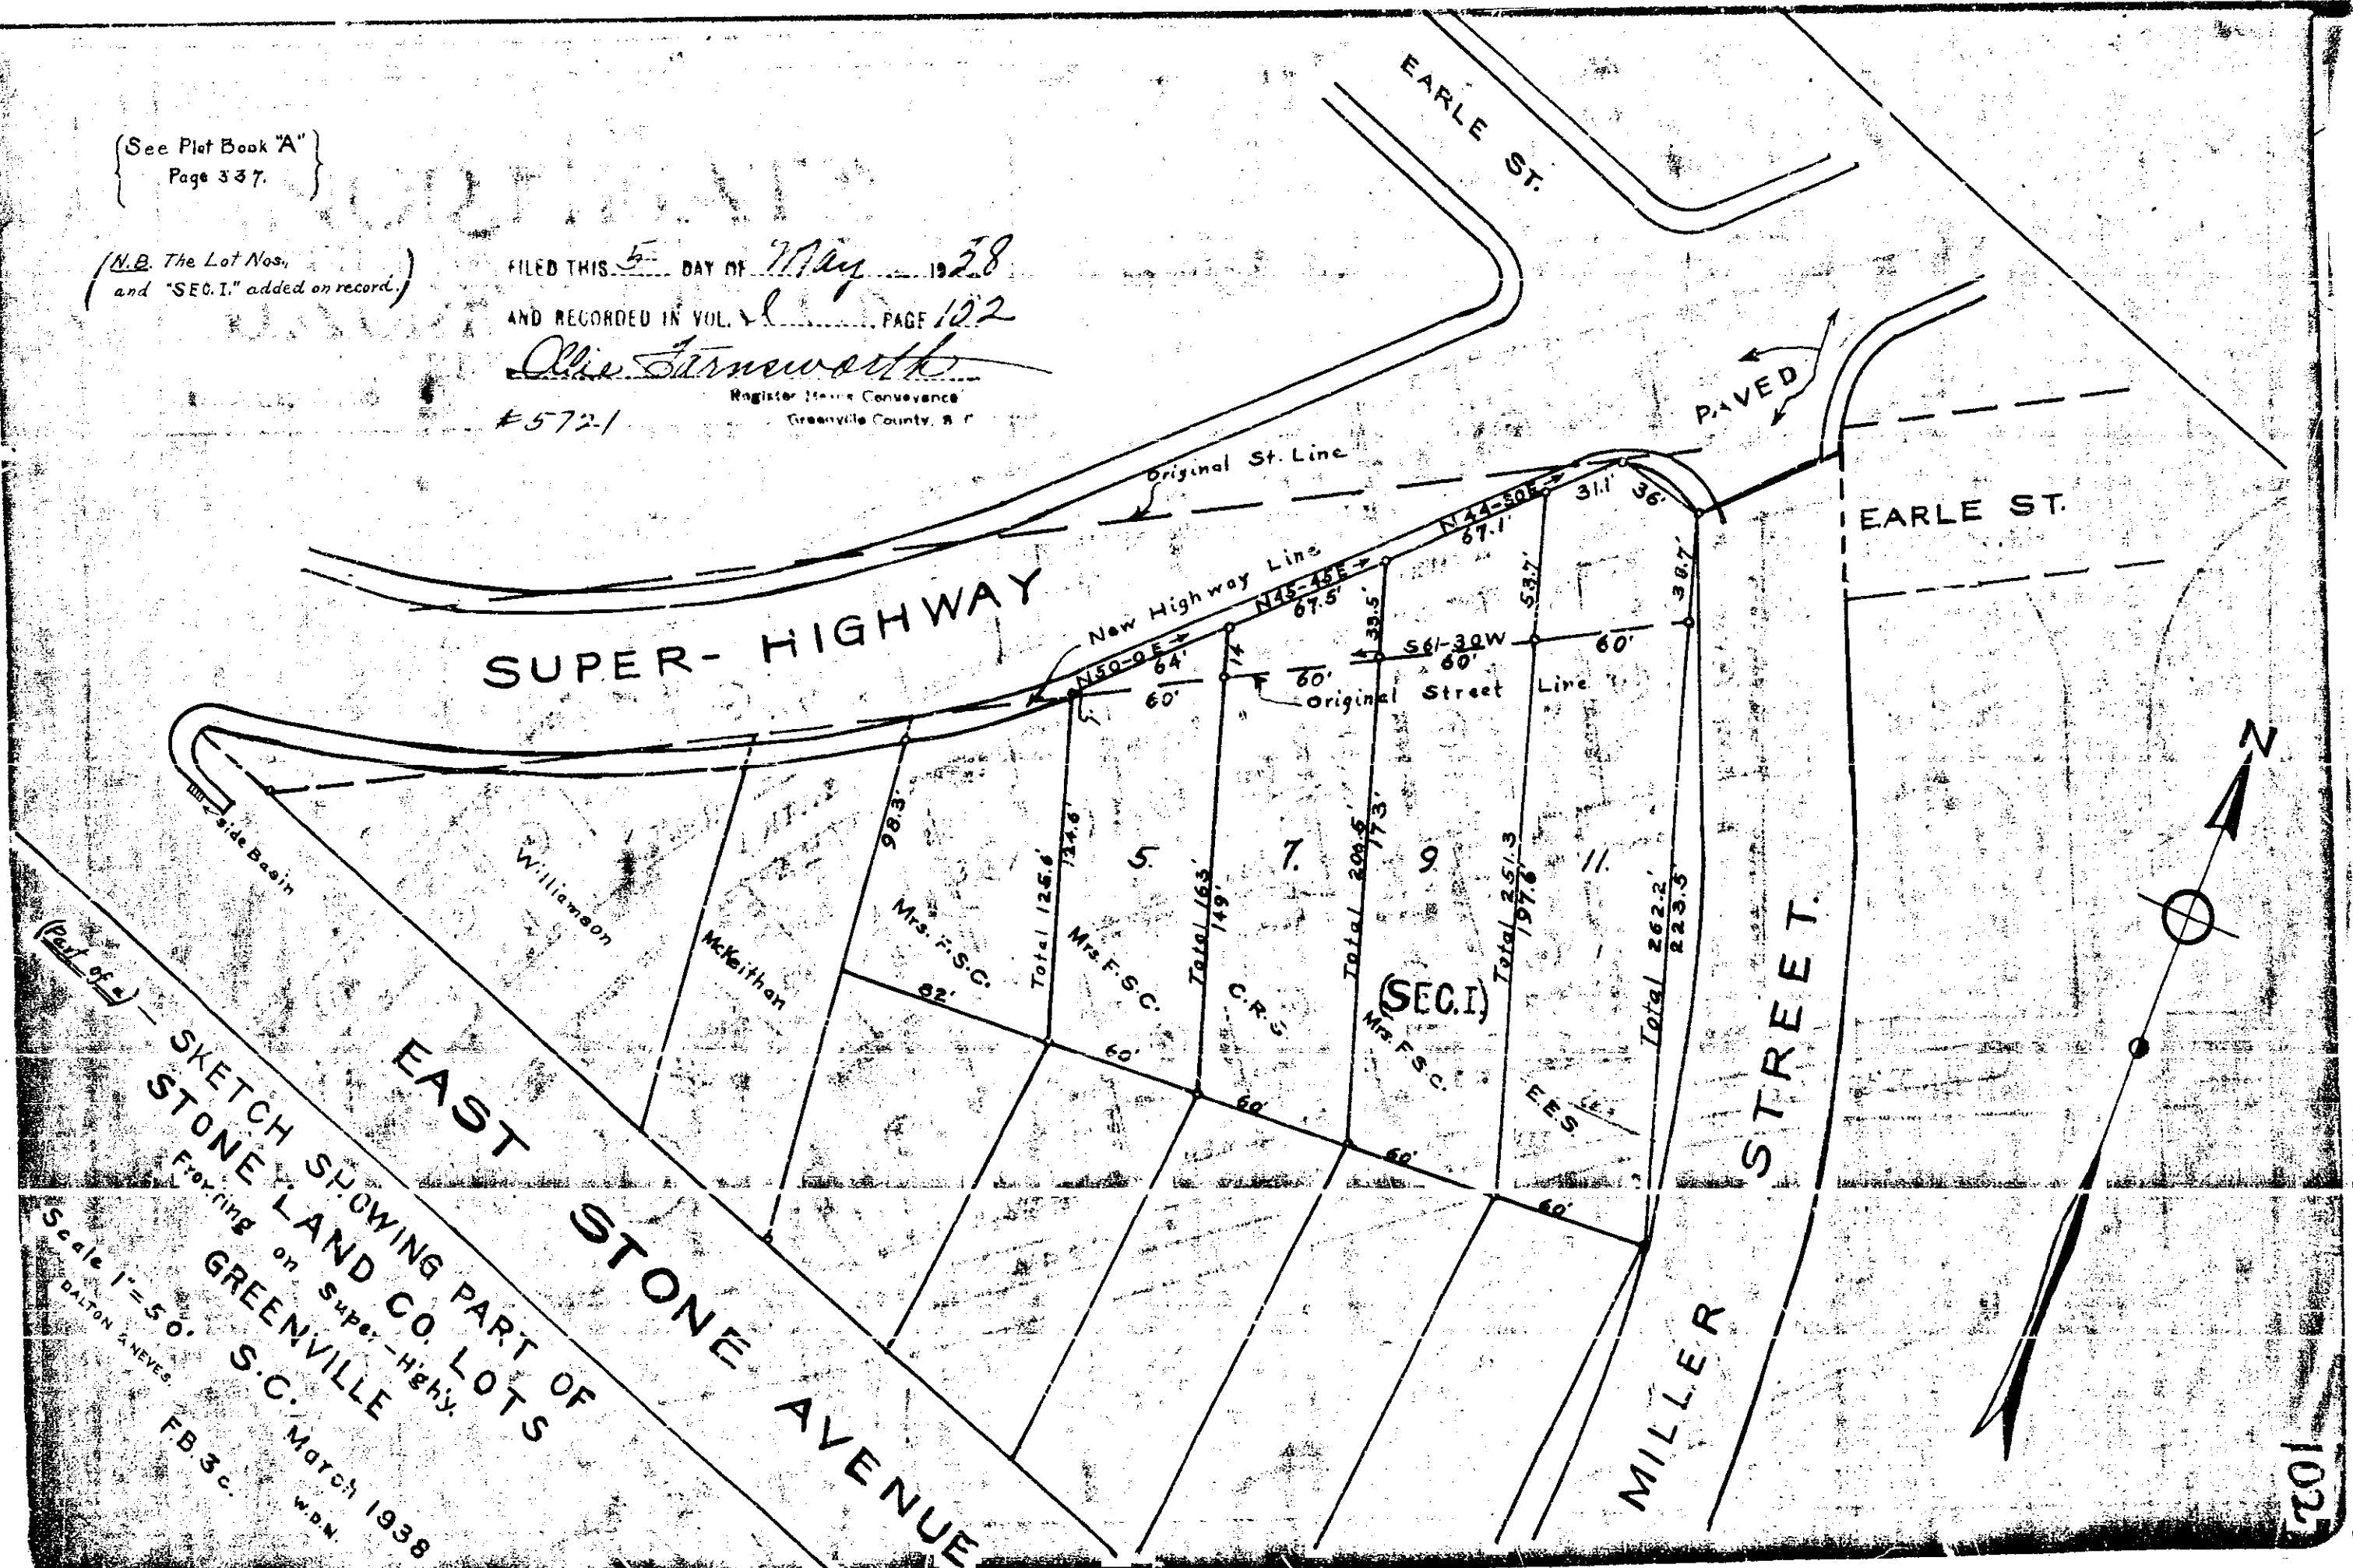 (See Plat Book "A"
Page 337.)
(N.B. The Lot Nos.,
and "SEC. I." added on record.)
FILED THIS 5 DAY OF May 1938
AND RECORDED IN VOL. PAGE 102
Ollie Farnsworth
Register Mesne Conveyance
Greenville County, S. C.
#5721
EARLE ST.
PAVED
EARLE ST.
Original St. Line
SUPER-HIGHWAY
New Highway Line
N50-0E
64'
N45-45E
67.5'
N44-50E
67.1'
31.1'
36'
14'
39.5'
53.7'
38.7'
60'
60'
S61-30W
60'
60'
Original Street Line
Side Basin
Williamson
McKeithan
98.3'
Mrs. F.S.C.
82'
Total 125.6'
124.6'
5.
Mrs. F.S.C.
60'
Total 163'
149'
7.
C.R.S.
60'
Total 206.5'
173'
9
(SEC.I)
Mrs. F.S.C.
60'
Total 251.3
197.6'
11.
E.E.S.
60'
Total 262.2'
223.5'
MILLER STREET.
N
EAST STONE AVENUE
(Part of a)
SKETCH SHOWING PART OF
STONE LAND CO. LOTS
Fronting on Super-Highy.
GREENVILLE S.C.
Scale 1"=50'
March 1938
DALTON & NEVES.
W.D.N.
F.B. 3 c.
102